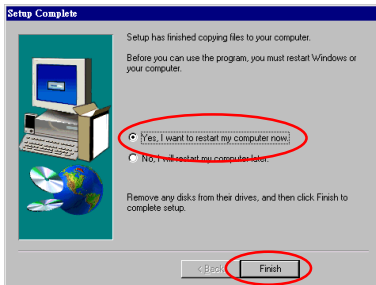 Setup Complete
Setup has finished copying files to your computer.
Before you can use the program, you must restart Windows or
your computer.
Yes, I want to restart my computer now.
No, I will restart my computer later.
Remove any disks from their drives, and then click Finish to
complete setup.
< Back
Finish